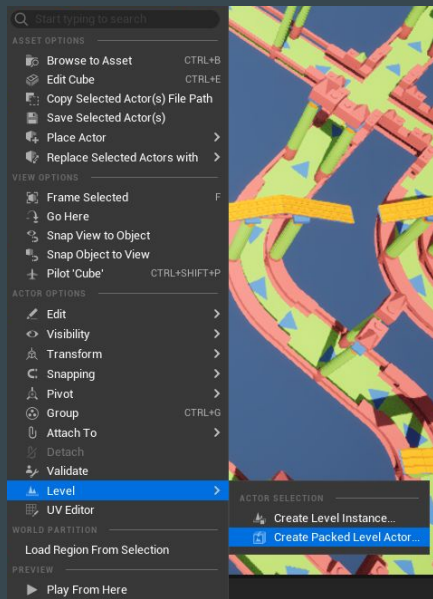 Start typing to search
ASSET OPTIONS
Browse to Asset CTRL+B
Edit Cube CTRL+E
Copy Selected Actor(s) File Path
Save Selected Actor(s)
Place Actor
Replace Selected Actors with
VIEW OPTIONS
Frame Selected F
Go Here
Snap View to Object
Snap Object to View
Pilot 'Cube' CTRL+SHIFT+P
ACTOR OPTIONS
Edit
Visibility
Transform
Snapping
Pivot
Group CTRL+G
Attach To
Detach
Validate
Level
UV Editor
WORLD PARTITION
Load Region From Selection
PREVIEW
Play From Here
ACTOR SELECTION
Create Level Instance...
Create Packed Level Actor...